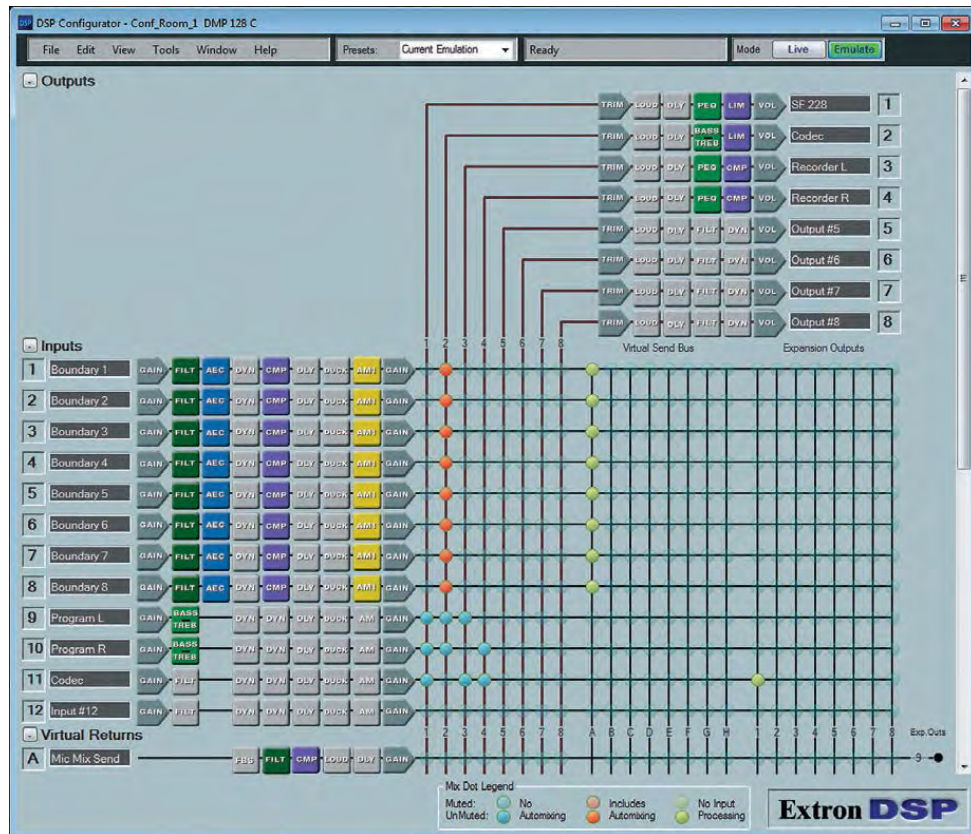 DSP DSP Configurator - Conf_Room_1 DMP 128 C
File Edit View Tools Window Help Presets: Current Emulation Ready Mode Live Emulate
- Outputs
TRIM LOUD DLY PEQ LIM VOL SF 228 1
TRIM LOUD DLY BASS TREB LIM VOL Codec 2
TRIM LOUD DLY PEQ CMP VOL Recorder L 3
TRIM LOUD DLY PEQ CMP VOL Recorder R 4
TRIM LOUD DLY FILT DYN VOL Output #5 5
TRIM LOUD DLY FILT DYN VOL Output #6 6
TRIM LOUD DLY FILT DYN VOL Output #7 7
TRIM LOUD DLY FILT DYN VOL Output #8 8
- Inputs 1 2 3 4 5 6 7 8 Virtual Send Bus Expansion Outputs
1 Boundary 1 GAIN FILT AEC DYN CMP DLY DUCK AM1 GAIN
2 Boundary 2 GAIN FILT AEC DYN CMP DLY DUCK AM1 GAIN
3 Boundary 3 GAIN FILT AEC DYN CMP DLY DUCK AM1 GAIN
4 Boundary 4 GAIN FILT AEC DYN CMP DLY DUCK AM1 GAIN
5 Boundary 5 GAIN FILT AEC DYN CMP DLY DUCK AM1 GAIN
6 Boundary 6 GAIN FILT AEC DYN CMP DLY DUCK AM1 GAIN
7 Boundary 7 GAIN FILT AEC DYN CMP DLY DUCK AM1 GAIN
8 Boundary 8 GAIN FILT AEC DYN CMP DLY DUCK AM1 GAIN
9 Program L GAIN BASS TREB DYN DYN DLY DUCK AM GAIN
10 Program R GAIN BASS TREB DYN DYN DLY DUCK AM GAIN
11 Codec GAIN FILT DYN DYN DLY DUCK AM GAIN
12 Input #12 GAIN FILT DYN DYN DLY DUCK AM GAIN
- Virtual Returns 1 2 3 4 5 6 7 8 A B C D E F G H 1 2 3 4 5 6 7 8 Exp. Outs
A Mic Mix Send FBS FILT CMP LOUD DLY GAIN 9
Mix Dot Legend
Muted: No Includes No Input
UnMuted: Automixing Automixing Processing
Extron DSP